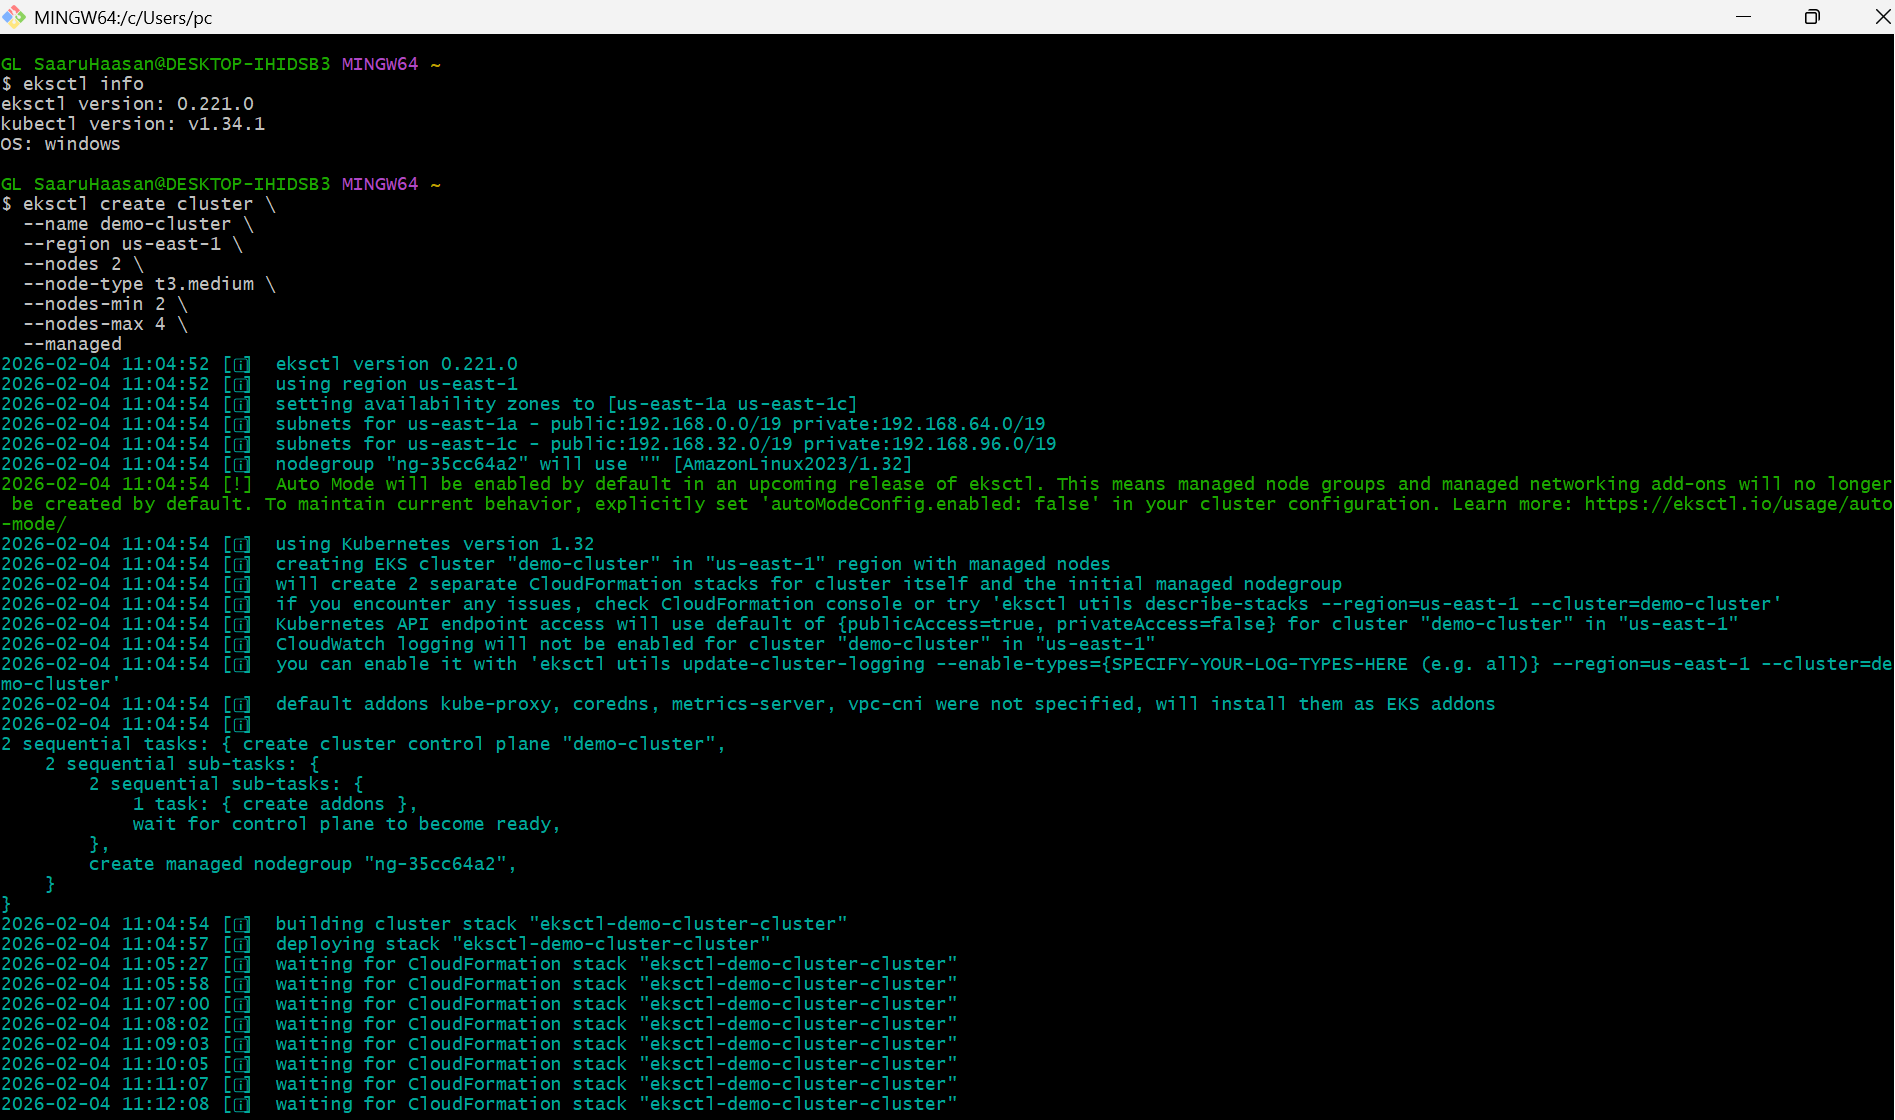 MINGW64:/c/Users/pc
GL SaaruHaasan@DESKTOP-IHIDSB3 MINGW64 ~
$ eksctl info
eksctl version: 0.221.0
kubectl version: v1.34.1
OS: windows
GL SaaruHaasan@DESKTOP-IHIDSB3 MINGW64 ~
$ eksctl create cluster \
  --name demo-cluster \
  --region us-east-1 \
  --nodes 2 \
  --node-type t3.medium \
  --nodes-min 2 \
  --nodes-max 4 \
  --managed
2026-02-04 11:04:52 [i]  eksctl version 0.221.0
2026-02-04 11:04:52 [i]  using region us-east-1
2026-02-04 11:04:54 [i]  setting availability zones to [us-east-1a us-east-1c]
2026-02-04 11:04:54 [i]  subnets for us-east-1a - public:192.168.0.0/19 private:192.168.64.0/19
2026-02-04 11:04:54 [i]  subnets for us-east-1c - public:192.168.32.0/19 private:192.168.96.0/19
2026-02-04 11:04:54 [i]  nodegroup "ng-35cc64a2" will use "" [AmazonLinux2023/1.32]
2026-02-04 11:04:54 [!]  Auto Mode will be enabled by default in an upcoming release of eksctl. This means managed node groups and managed networking add-ons will no longer
 be created by default. To maintain current behavior, explicitly set 'autoModeConfig.enabled: false' in your cluster configuration. Learn more: https://eksctl.io/usage/auto
-mode/
2026-02-04 11:04:54 [i]  using Kubernetes version 1.32
2026-02-04 11:04:54 [i]  creating EKS cluster "demo-cluster" in "us-east-1" region with managed nodes
2026-02-04 11:04:54 [i]  will create 2 separate CloudFormation stacks for cluster itself and the initial managed nodegroup
2026-02-04 11:04:54 [i]  if you encounter any issues, check CloudFormation console or try 'eksctl utils describe-stacks --region=us-east-1 --cluster=demo-cluster'
2026-02-04 11:04:54 [i]  Kubernetes API endpoint access will use default of {publicAccess=true, privateAccess=false} for cluster "demo-cluster" in "us-east-1"
2026-02-04 11:04:54 [i]  CloudWatch logging will not be enabled for cluster "demo-cluster" in "us-east-1"
2026-02-04 11:04:54 [i]  you can enable it with 'eksctl utils update-cluster-logging --enable-types={SPECIFY-YOUR-LOG-TYPES-HERE (e.g. all)} --region=us-east-1 --cluster=de
mo-cluster'
2026-02-04 11:04:54 [i]  default addons kube-proxy, coredns, metrics-server, vpc-cni were not specified, will install them as EKS addons
2026-02-04 11:04:54 [i]
2 sequential tasks: { create cluster control plane "demo-cluster",
    2 sequential sub-tasks: {
        2 sequential sub-tasks: {
            1 task: { create addons },
            wait for control plane to become ready,
        },
        create managed nodegroup "ng-35cc64a2",
    }
}
2026-02-04 11:04:54 [i]  building cluster stack "eksctl-demo-cluster-cluster"
2026-02-04 11:04:57 [i]  deploying stack "eksctl-demo-cluster-cluster"
2026-02-04 11:05:27 [i]  waiting for CloudFormation stack "eksctl-demo-cluster-cluster"
2026-02-04 11:05:58 [i]  waiting for CloudFormation stack "eksctl-demo-cluster-cluster"
2026-02-04 11:07:00 [i]  waiting for CloudFormation stack "eksctl-demo-cluster-cluster"
2026-02-04 11:08:02 [i]  waiting for CloudFormation stack "eksctl-demo-cluster-cluster"
2026-02-04 11:09:03 [i]  waiting for CloudFormation stack "eksctl-demo-cluster-cluster"
2026-02-04 11:10:05 [i]  waiting for CloudFormation stack "eksctl-demo-cluster-cluster"
2026-02-04 11:11:07 [i]  waiting for CloudFormation stack "eksctl-demo-cluster-cluster"
2026-02-04 11:12:08 [i]  waiting for CloudFormation stack "eksctl-demo-cluster-cluster"